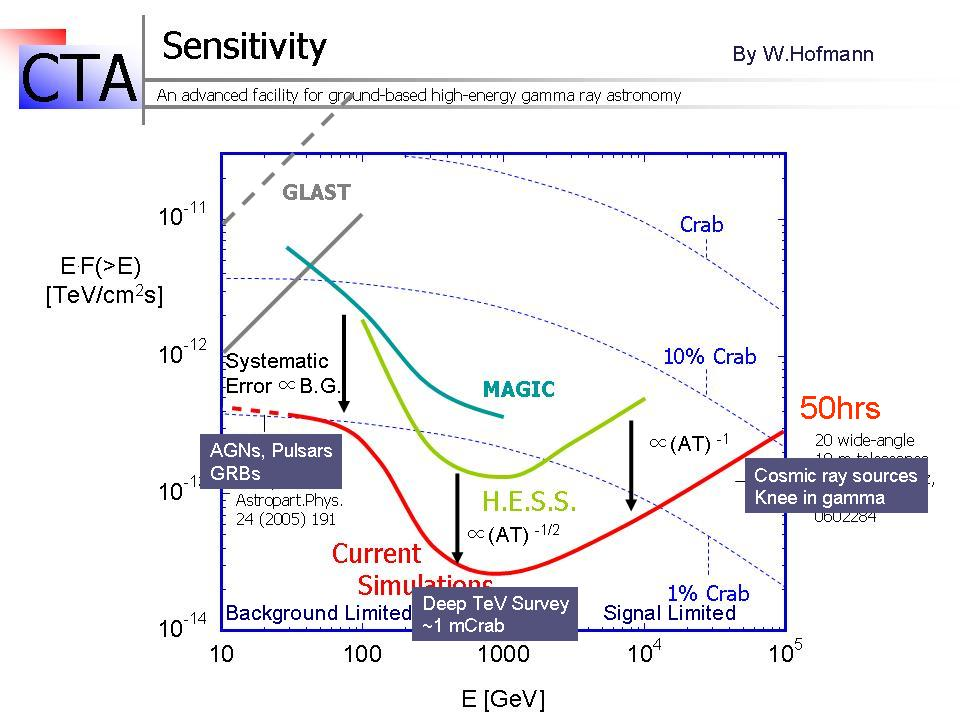 CTA
Sensitivity
By W.Hofmann
An advanced facility for ground-based high-energy gamma ray astronomy
GLAST
10-11
Crab
E·F(>E)
[TeV/cm2s]
10-12
Systematic
Error ∝ B.G.
10% Crab
MAGIC
50hrs
20 wide-angle
AGNs, Pulsars
GRBs
∝(AT) -1
Cosmic ray sources
Knee in gamma
10-1
Astropart.Phys.
24 (2005) 191
H.E.S.S.
0602284
∝(AT) -1/2
Current
Simulations
1% Crab
Deep TeV Survey
~1 mCrab
Background Limited
Signal Limited
10-14
10
100
1000
104
105
E [GeV]